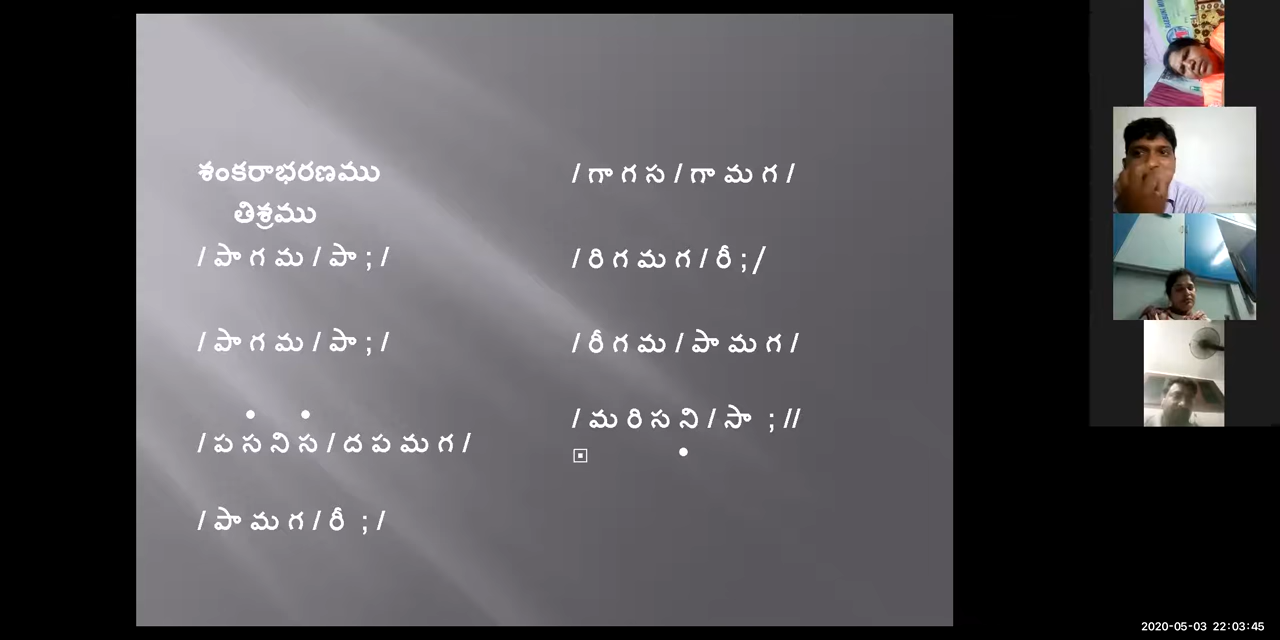 శంకరాభరణము
తిశ్రము
/ పా గ మ / పా ; /
/ పా గ మ / పా ; /
/ ప స ని స / ద ప మ గ /
/ పా మ గ / రీ ; /
/ గా గ స / గా మ గ /
/ రి గ మ గ / రీ ; /
/ రీ గ మ / పా మ గ /
/ మ రి స ని / సా ; //
2020-05-03 22:03:45